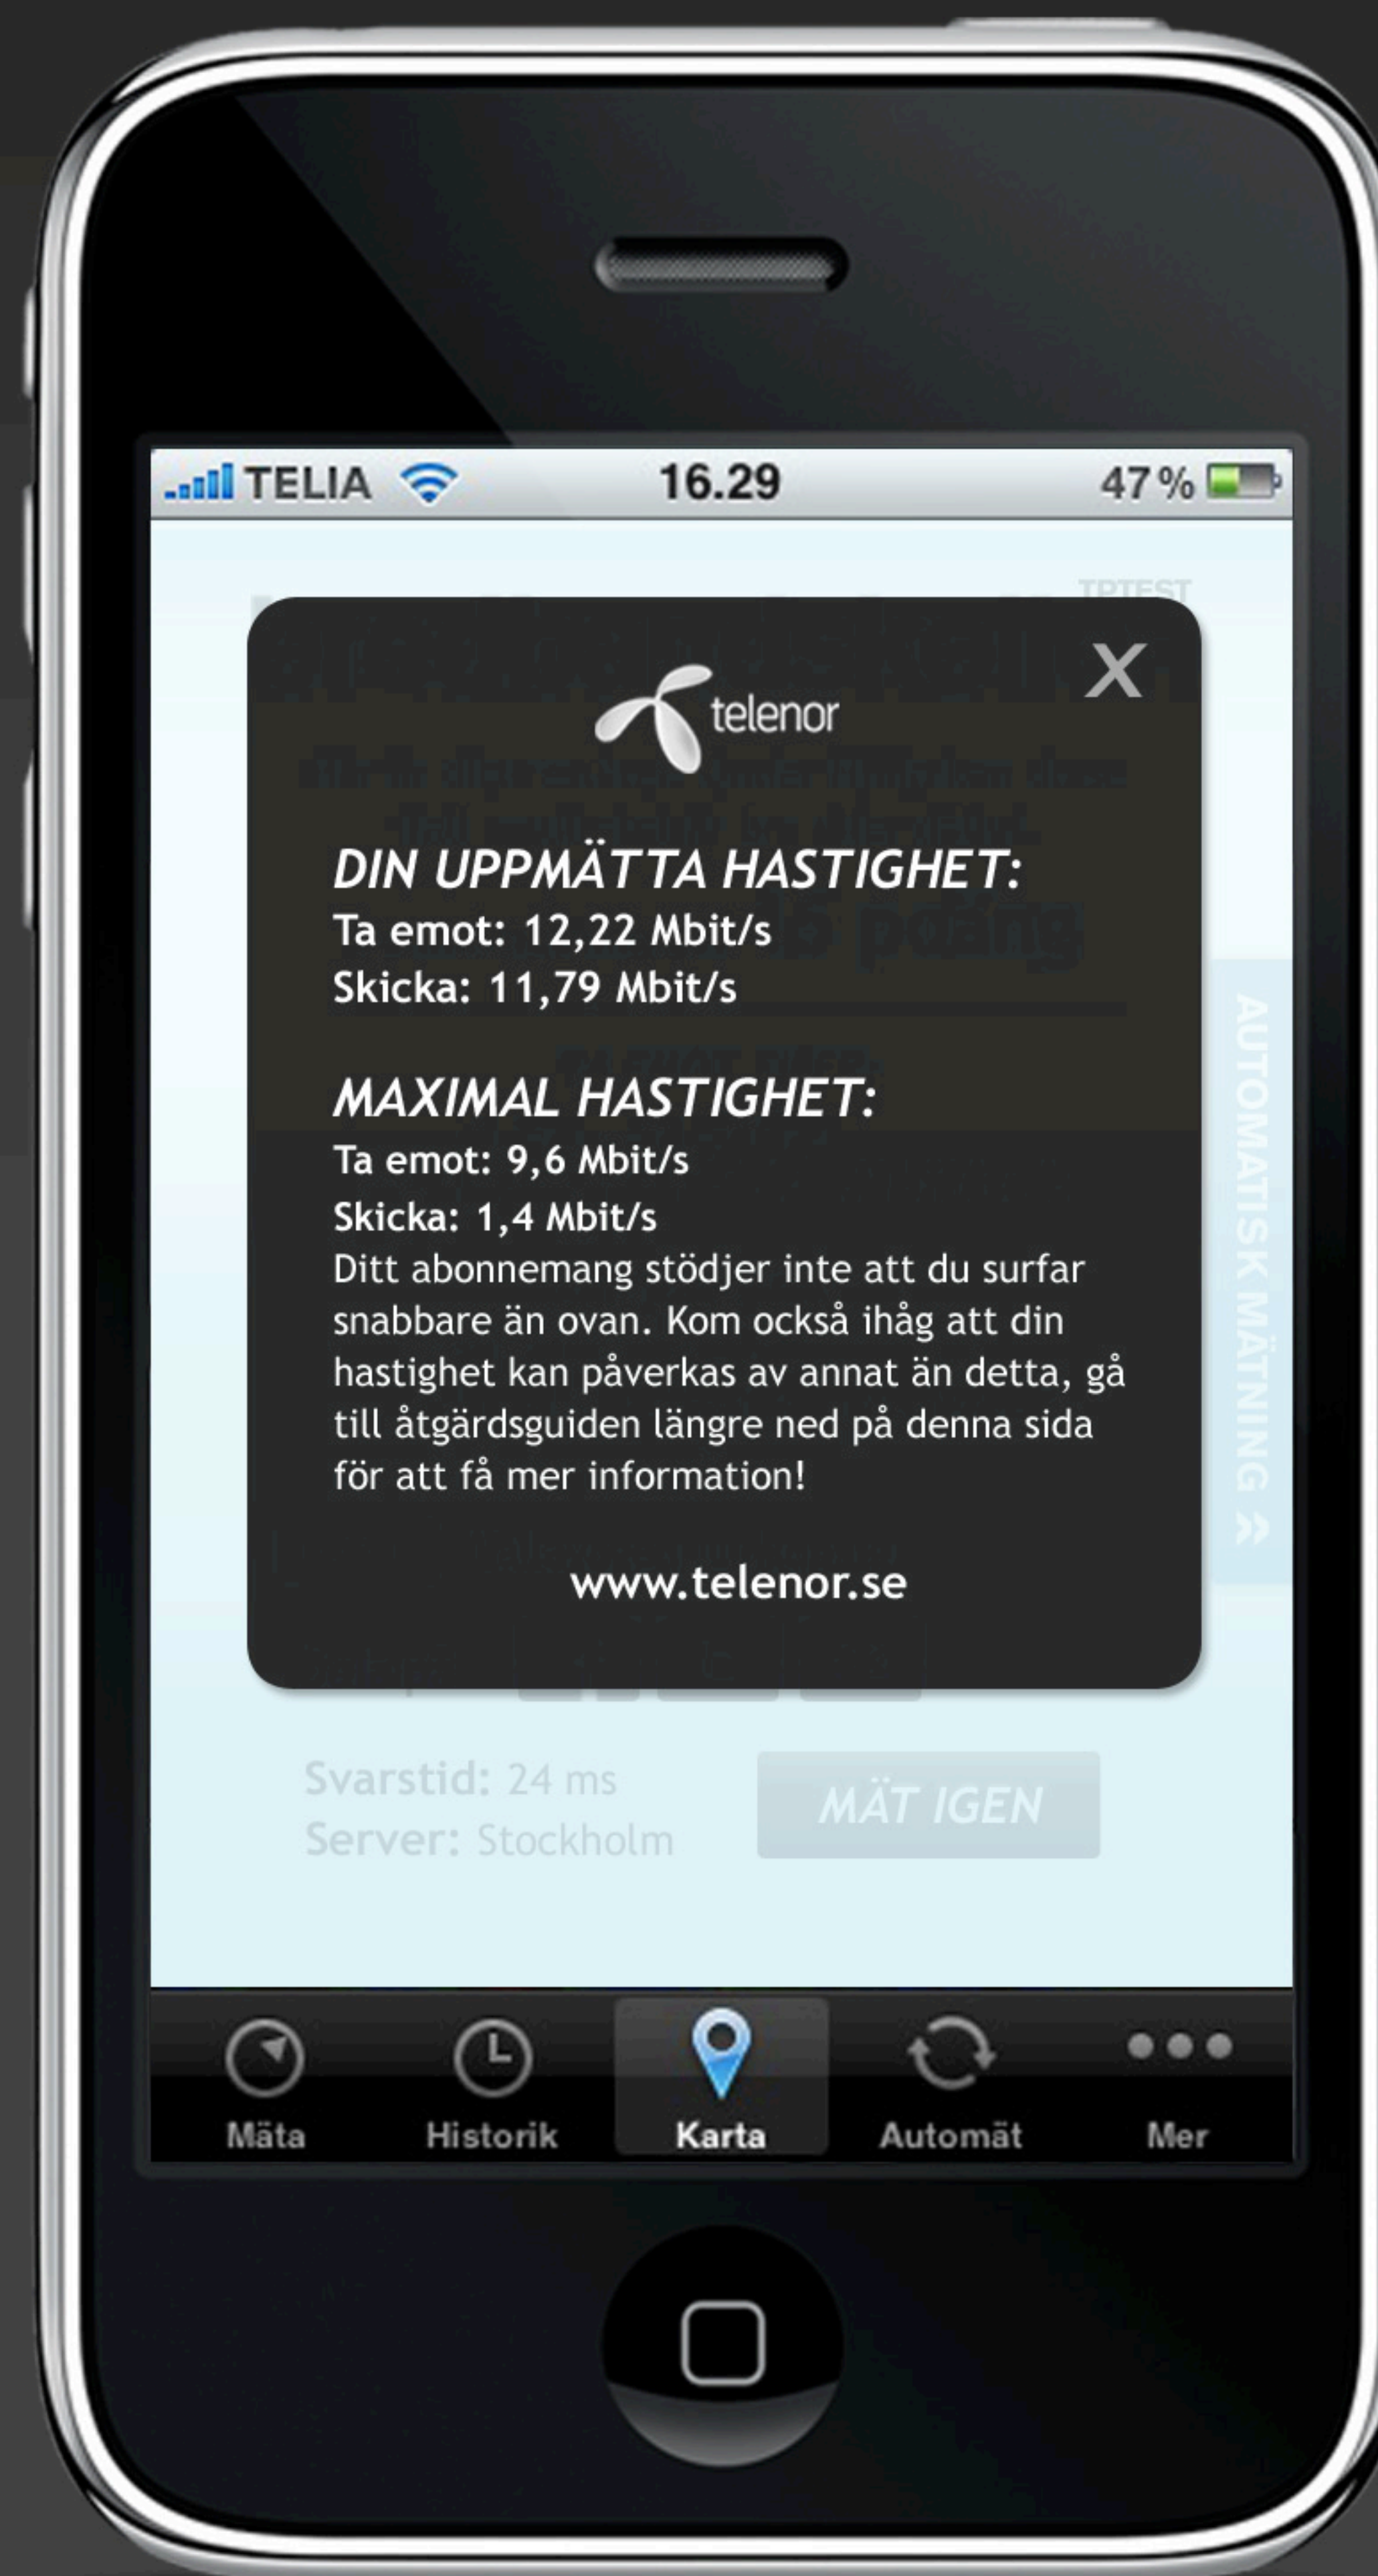 TELIA
16.29
47%
TPTEST
X
telenor
DIN UPPMÄTTA HASTIGHET:
Ta emot: 12,22 Mbit/s
Skicka: 11,79 Mbit/s
MAXIMAL HASTIGHET:
Ta emot: 9,6 Mbit/s
Skicka: 1,4 Mbit/s
Ditt abonnemang stödjer inte att du surfar
snabbare än ovan. Kom också ihåg att din
hastighet kan påverkas av annat än detta, gå
till åtgärdsguiden längre ned på denna sida
för att få mer information!
www.telenor.se
AUTOMATISK MÄTNING
Svarstid: 24 ms
Server: Stockholm
MÄT IGEN
Mäta
Historik
Karta
Automät
Mer